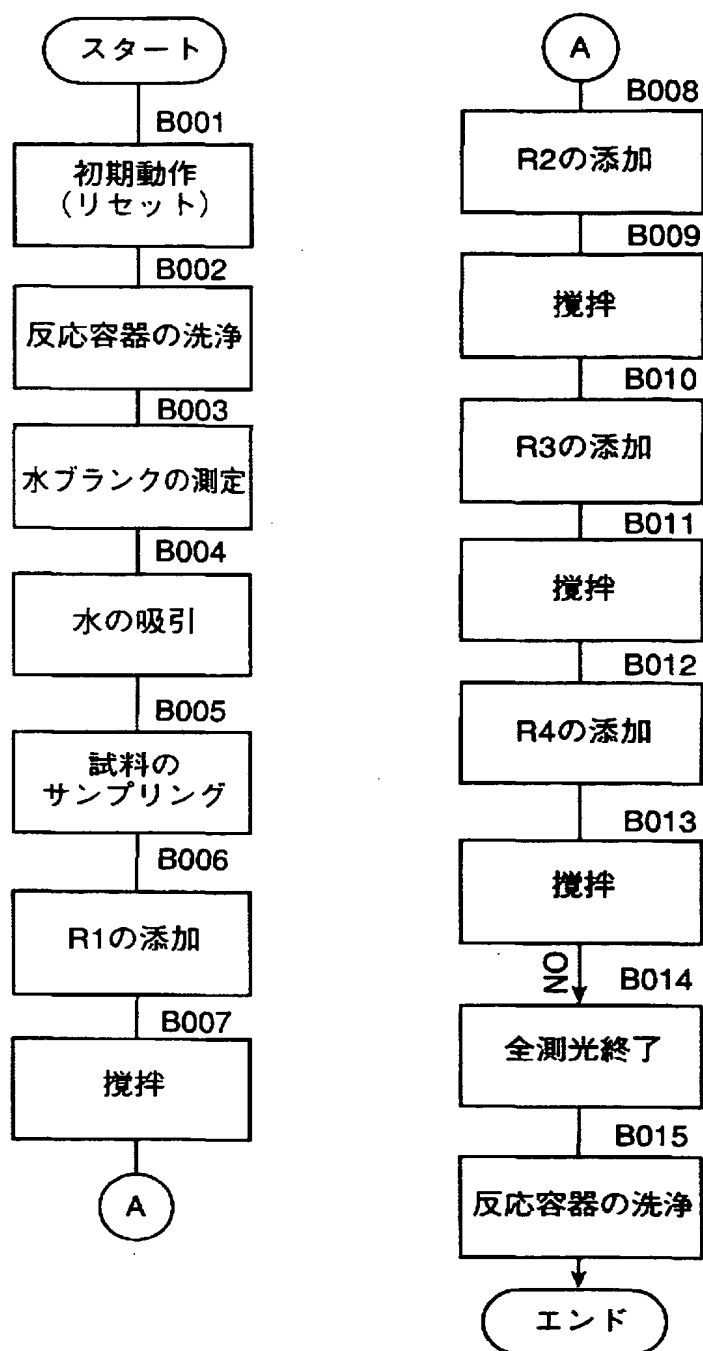 スタート
B001
初期動作
(リセット)
B002
反応容器の洗浄
B003
水ブランクの測定
B004
水の吸引
B005
試料の
サンプリング
B006
R1の添加
B007
攪拌
A
A
B008
R2の添加
B009
攪拌
B010
R3の添加
B011
攪拌
B012
R4の添加
B013
攪拌
NO
B014
全測光終了
B015
反応容器の洗浄
エンド